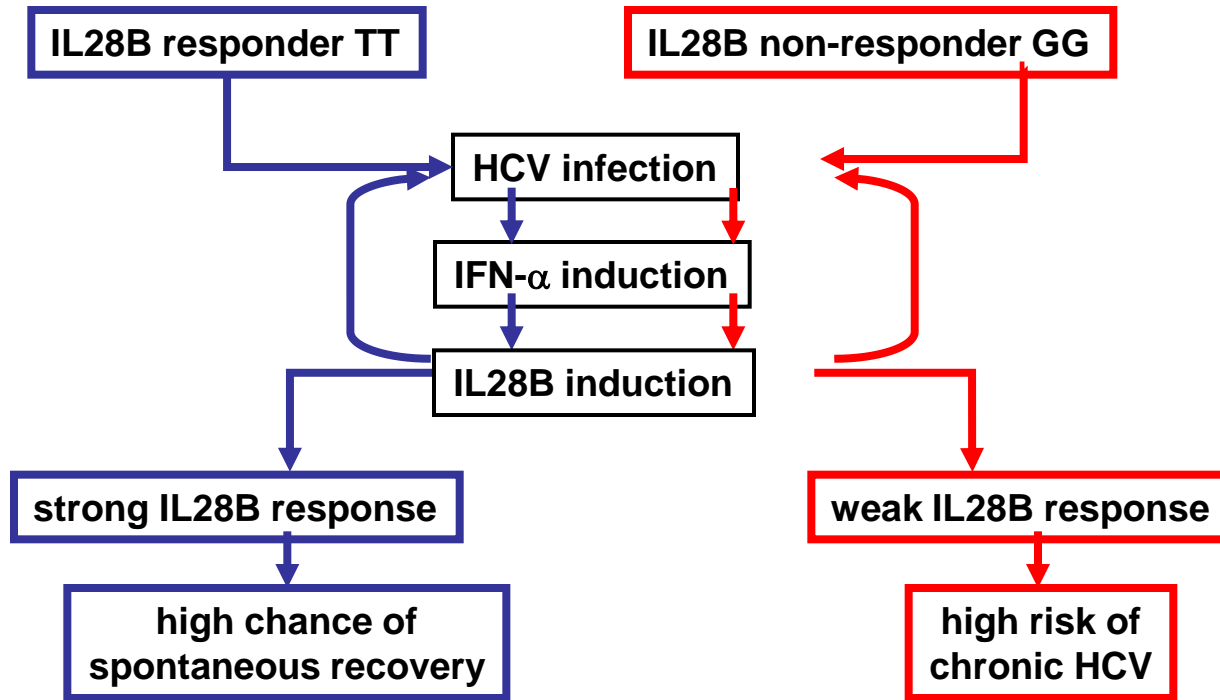 IL28B responder TT
IL28B non-responder GG
HCV infection
IFN-α induction
IL28B induction
strong IL28B response
weak IL28B response
high chance of
spontaneous recovery
high risk of
chronic HCV